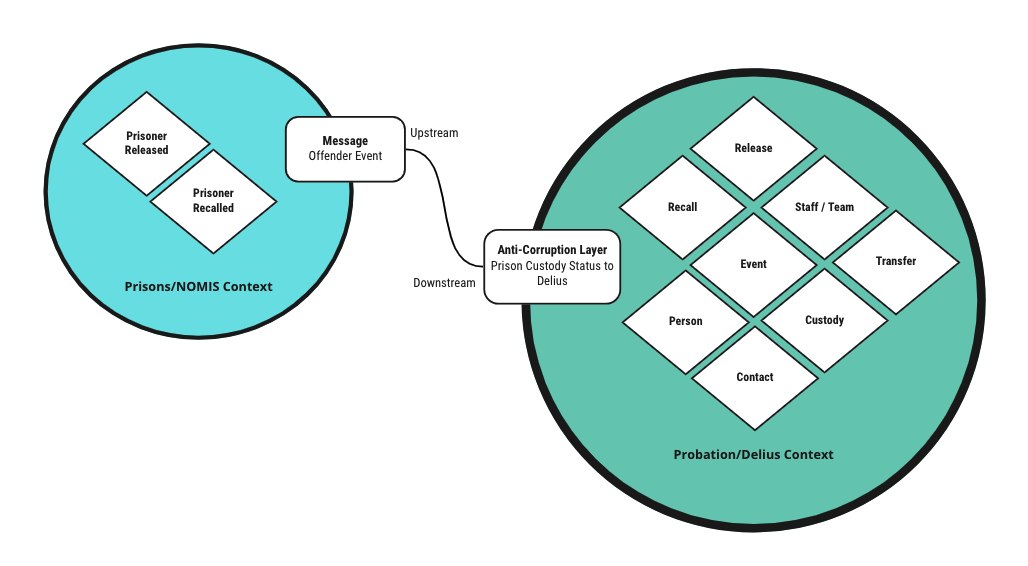 Prisoner
Released
Prisoner
Recalled
Prisons/NOMIS Context
Message
Offender Event
Upstream
Downstream
Anti-Corruption Layer
Prison Custody Status to
Delius
Release
Recall
Staff / Team
Event
Transfer
Person
Custody
Contact
Probation/Delius Context